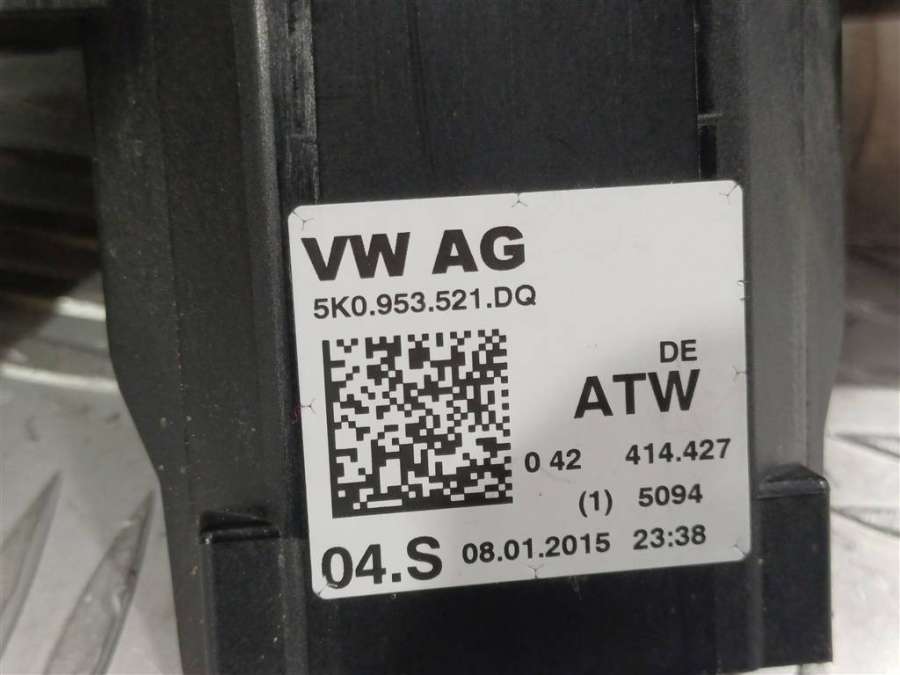 VW AG
5K0.953.521.DQ
DE
ATW
0 42 414.427
(1) 5094
04.S 08.01.2015 23:38